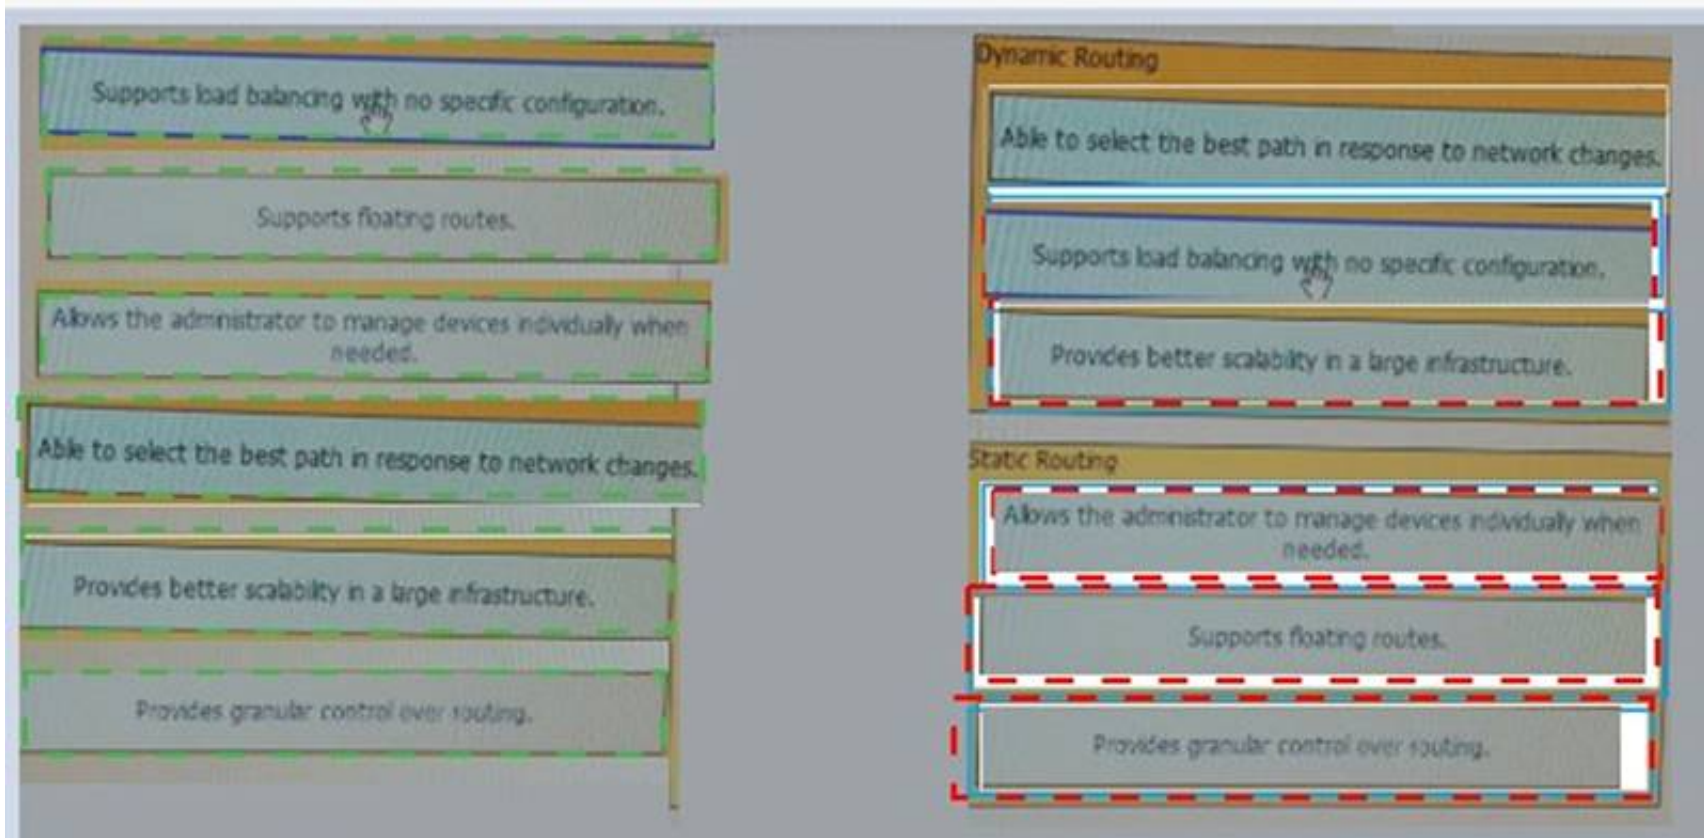 Supports load balancing with no specific configuration.
Supports floating routes.
Allows the administrator to manage devices individually when
needed.
Able to select the best path in response to network changes.
Provides better scalability in a large infrastructure.
Provides granular control over routing.
Dynamic Routing
Able to select the best path in response to network changes.
Supports load balancing with no specific configuration.
Provides better scalability in a large infrastructure.
Static Routing
Allows the administrator to manage devices individually when
needed.
Supports floating routes.
Provides granular control over routing.